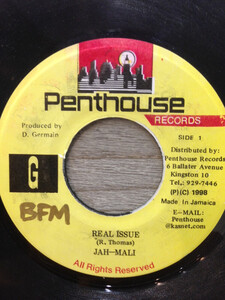 Penthouse
RECORDS
Produced by
D. Germain
SIDE 1
Distributed by:
Penthouse Records
6 Ballater Avenue
Kingston 10
Tel,: 929-7446
(P)(C) 1998
Made In Jamaica
E-MAIL:
Penthouse
@kasnet.com
G
BFM
REAL ISSUE
(R. Thomas)
JAH-MALI
All Rights Reserved